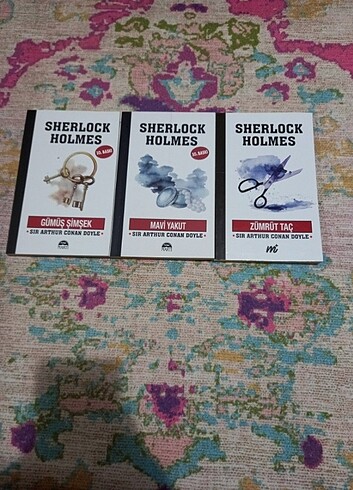 SHERLOCK
HOLMES
GÜMÜŞ ŞİMŞEK
• SIR ARTHUR CONAN DOYLE •
SHERLOCK
HOLMES
MAVİ YAKUT
• SIR ARTHUR CONAN DOYLE •
SHERLOCK
HOLMES
ZÜMRÜT TAÇ
• SIR ARTHUR CONAN DOYLE •